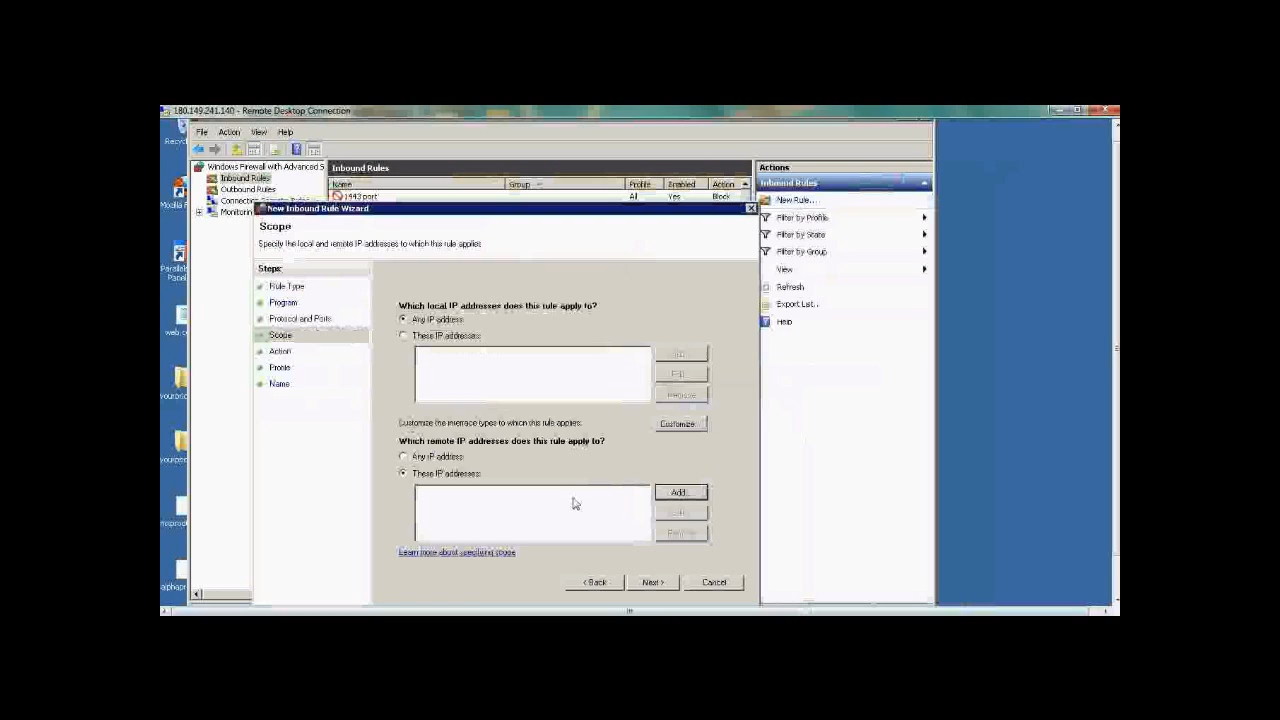 180.149.241.140 - Remote Desktop Connection
File Action View Help
Windows Firewall with Advanced S
Inbound Rules
Outbound Rules
Monitorin
Inbound Rules
Name Group Profile Enabled Action
1443 port All Yes Block
New Inbound Rule Wizard
Scope
Specify the local and remote IP addresses to which this rule applies
Steps:
Rule Type
Program
Protocol and Ports
Scope
Action
Profile
Name
Which local IP addresses does this rule apply to?
Any IP address
These IP addresses:
Customize the interface types to which this rule applies:
Customize
Which remote IP addresses does this rule apply to?
Any IP address
These IP addresses:
Add...
Learn more about specifying scope
< Back
Next >
Cancel
Actions
Inbound Rules
New Rule...
Filter by Profile
Filter by State
Filter by Group
View
Refresh
Export List...
Help
Recyc
Parallels
Panel
web.c
yourpri